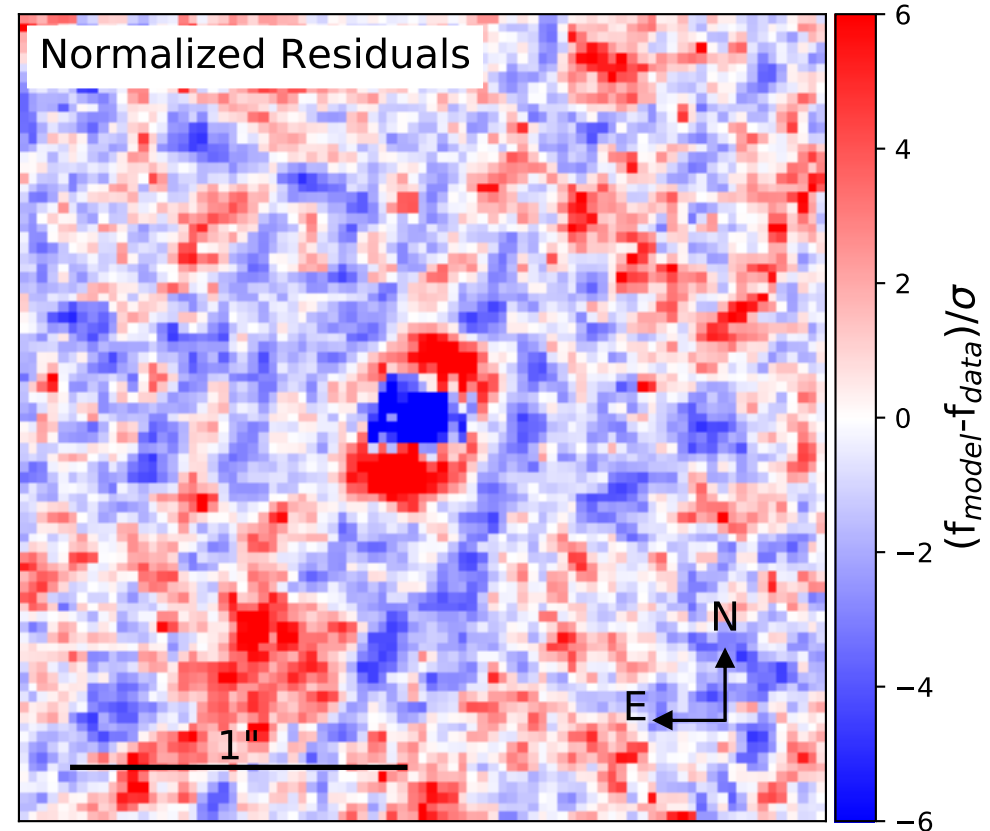 Normalized Residuals
6
4
2
0
−2
−4
−6
(f_model-f_data)/σ
N
E
1"